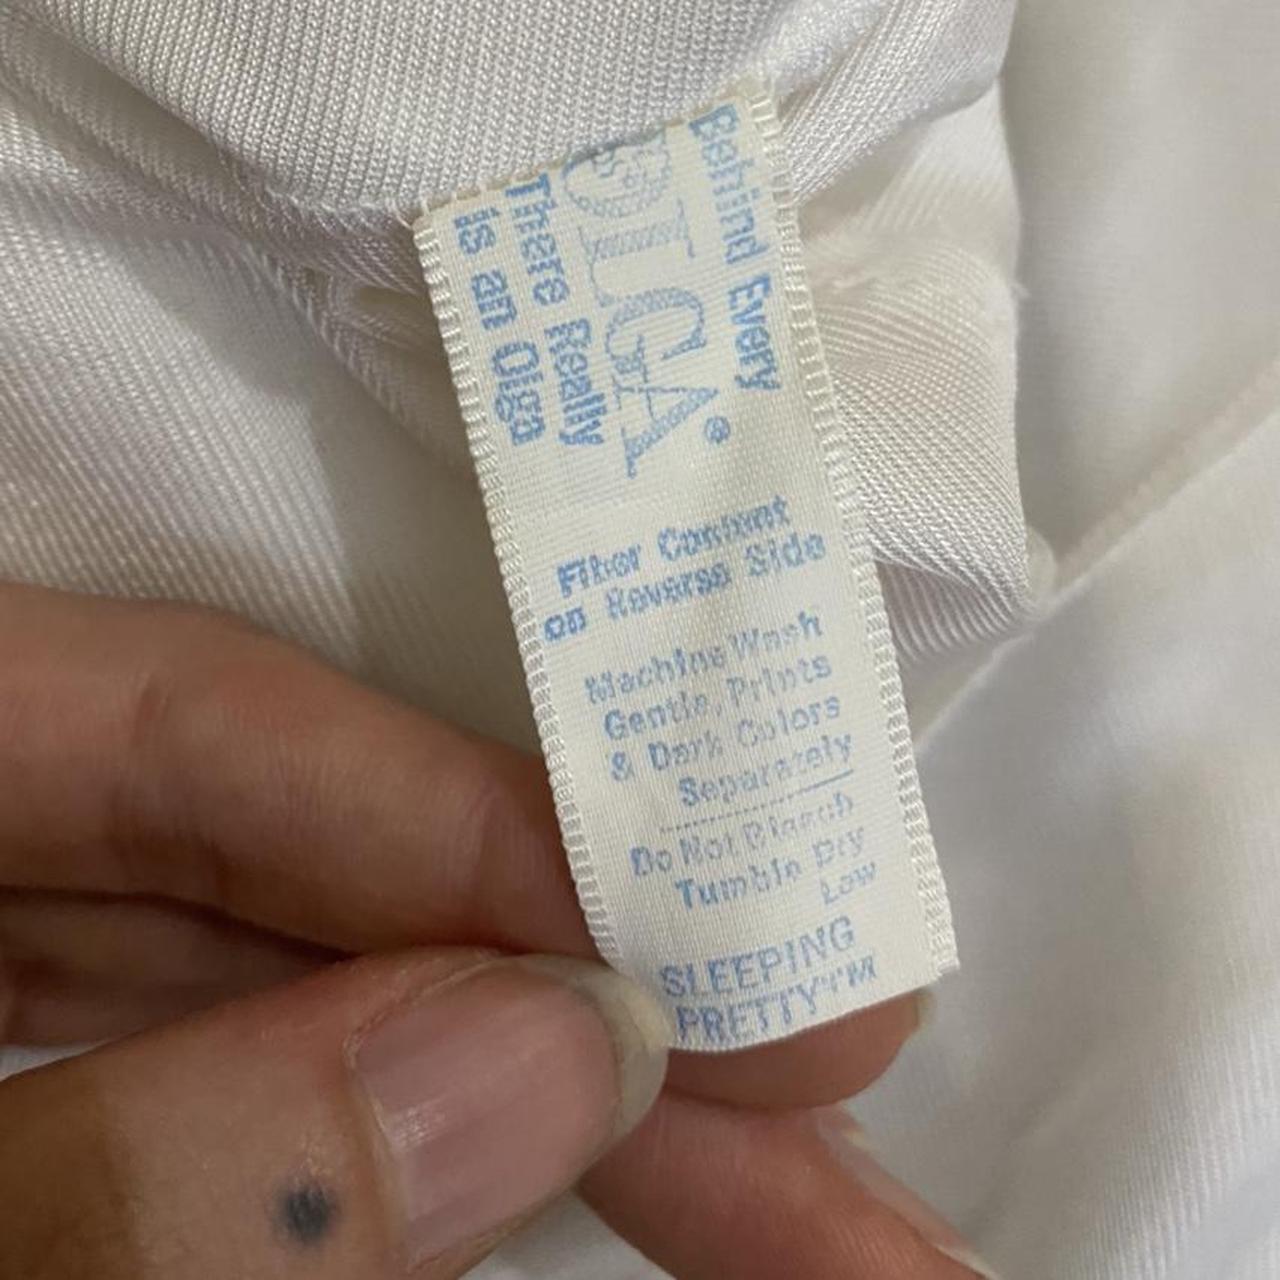 Behind Every
OLGA®
There Really
is an Olga
Fiber Content
on Reverse Side
Machine Wash
Gentle, Prints
& Dark Colors
Separately
Do Not Bleach
Tumble Dry
Low
SLEEPING
PRETTY™